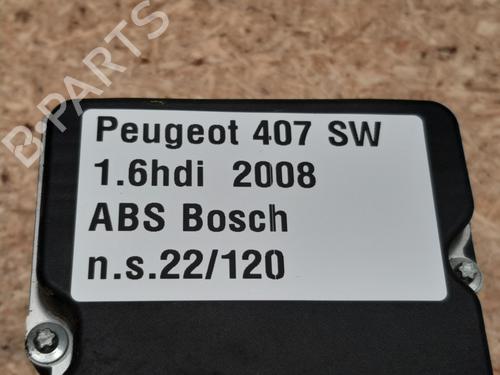 B-PARTS
Peugeot 407 SW
1.6hdi 2008
ABS Bosch
n.s.22/120